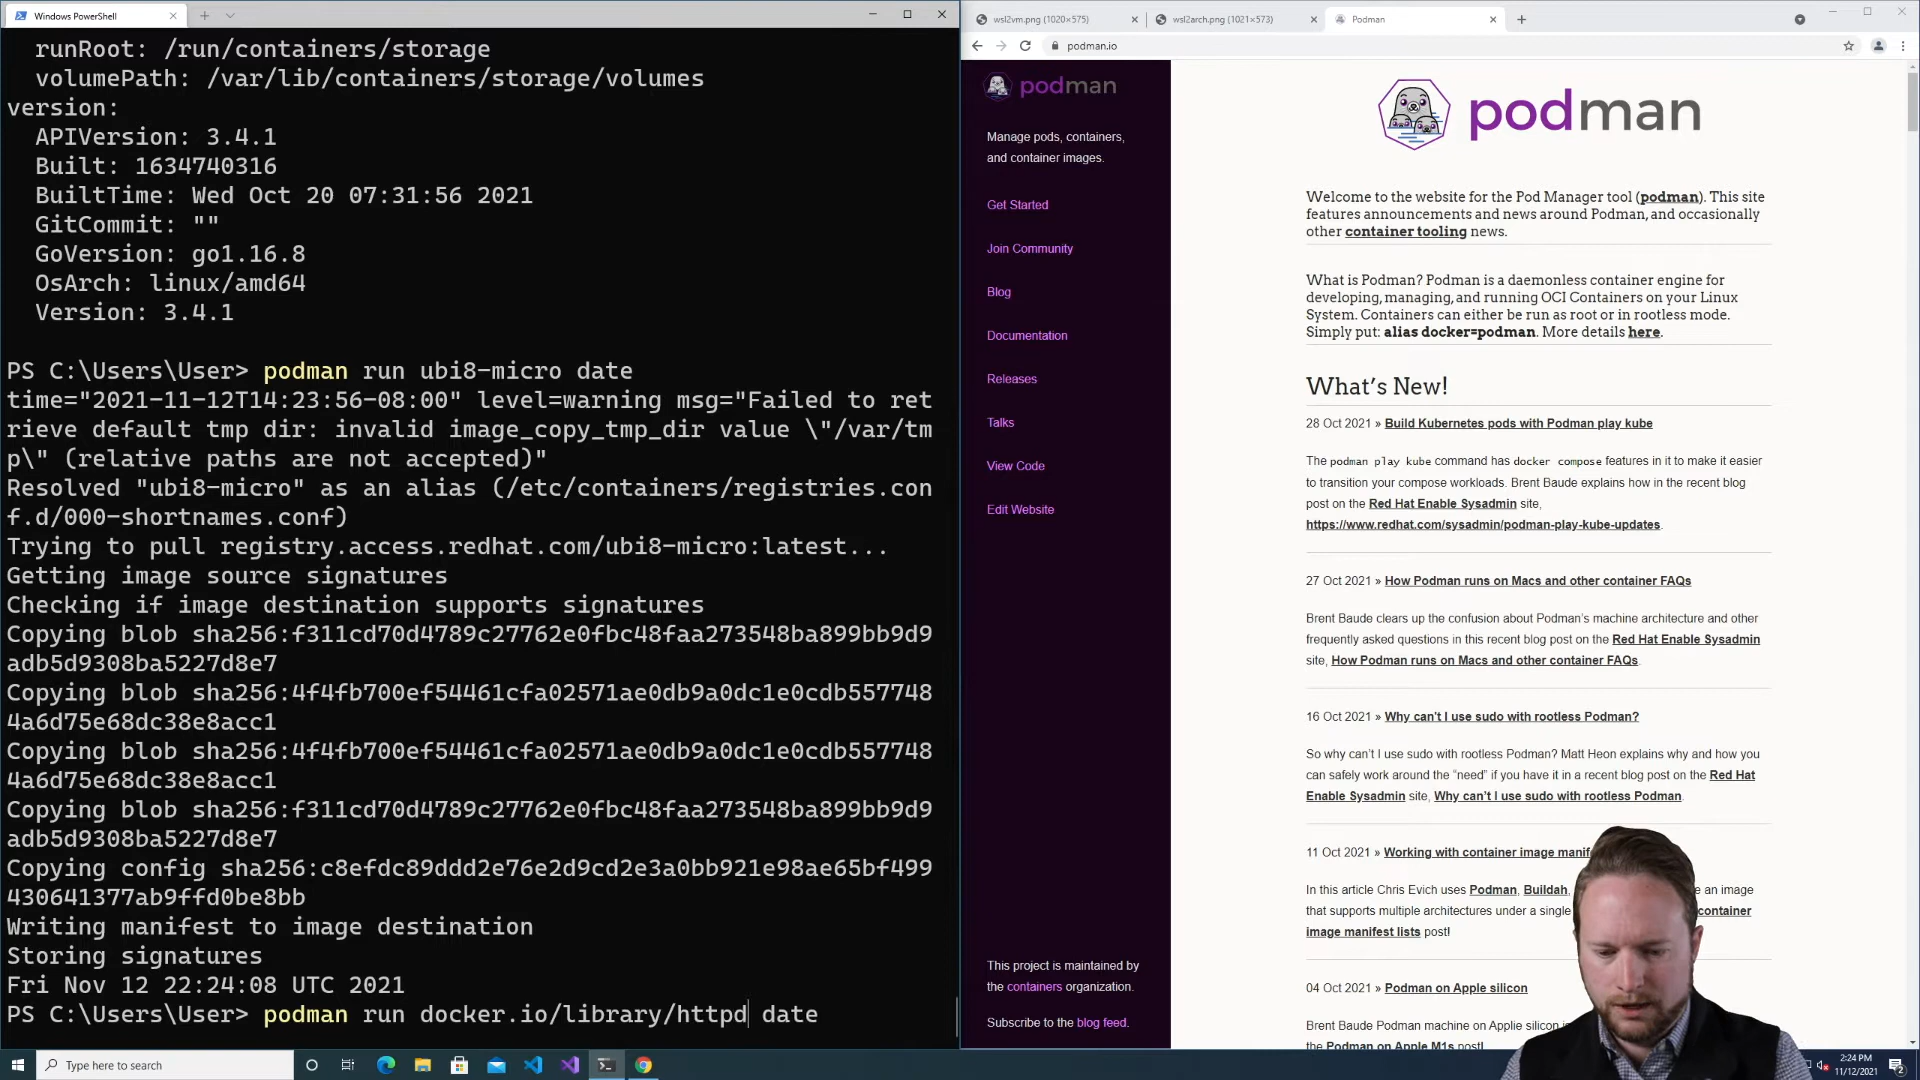 Windows PowerShell
runRoot: /run/containers/storage
volumePath: /var/lib/containers/storage/volumes
version:
APIVersion: 3.4.1
Built: 1634740316
BuiltTime: Wed Oct 20 07:31:56 2021
GitCommit: ""
GoVersion: go1.16.8
OsArch: linux/amd64
Version: 3.4.1
PS C:\Users\User> podman run ubi8-micro date
time="2021-11-12T14:23:56-08:00" level=warning msg="Failed to ret
rieve default tmp dir: invalid image_copy_tmp_dir value \"/var/tm
p\" (relative paths are not accepted)"
Resolved "ubi8-micro" as an alias (/etc/containers/registries.con
f.d/000-shortnames.conf)
Trying to pull registry.access.redhat.com/ubi8-micro:latest...
Getting image source signatures
Checking if image destination supports signatures
Copying blob sha256:f311cd70d4789c27762e0fbc48faa273548ba899bb9d9
adb5d9308ba5227d8e7
Copying blob sha256:4f4fb700ef54461cfa02571ae0db9a0dc1e0cdb557748
4a6d75e68dc38e8acc1
Copying blob sha256:4f4fb700ef54461cfa02571ae0db9a0dc1e0cdb557748
4a6d75e68dc38e8acc1
Copying blob sha256:f311cd70d4789c27762e0fbc48faa273548ba899bb9d9
adb5d9308ba5227d8e7
Copying config sha256:c8efdc89ddd2e76e2d9cd2e3a0bb921e98ae65bf499
430641377ab9ffd0be8bb
Writing manifest to image destination
Storing signatures
Fri Nov 12 22:24:08 UTC 2021
PS C:\Users\User> podman run docker.io/library/httpd date
wsl2vm.png (1020×575)
wsl2arch.png (1021×573)
Podman
podman.io
podman
Manage pods, containers,
and container images.
Get Started
Join Community
Blog
Documentation
Releases
Talks
View Code
Edit Website
This project is maintained by
the containers organization.
Subscribe to the blog feed.
podman
Welcome to the website for the Pod Manager tool (podman). This site
features announcements and news around Podman, and occasionally
other container tooling news.
What is Podman? Podman is a daemonless container engine for
developing, managing, and running OCI Containers on your Linux
System. Containers can either be run as root or in rootless mode.
Simply put: alias docker=podman. More details here.
What's New!
28 Oct 2021 » Build Kubernetes pods with Podman play kube
The podman play kube command has docker compose features in it to make it easier
to transition your compose workloads. Brent Baude explains how in the recent blog
post on the Red Hat Enable Sysadmin site,
https://www.redhat.com/sysadmin/podman-play-kube-updates.
27 Oct 2021 » How Podman runs on Macs and other container FAQs
Brent Baude clears up the confusion about Podman's machine architecture and other
frequently asked questions in this recent blog post on the Red Hat Enable Sysadmin
site, How Podman runs on Macs and other container FAQs.
16 Oct 2021 » Why can't I use sudo with rootless Podman?
So why can't I use sudo with rootless Podman? Matt Heon explains why and how you
can safely work around the "need" if you have it in a recent blog post on the Red Hat
Enable Sysadmin site, Why can't I use sudo with rootless Podman.
11 Oct 2021 » Working with container image
In this article Chris Evich uses Podman, Buildah, an image
that supports multiple architectures under a single container
image manifest lists post!
04 Oct 2021 » Podman on Apple silicon
Brent Baude Podman machine on Applie silicon
the Podman on Apple M1s post!
Type here to search
2:24 PM
11/12/2021
2